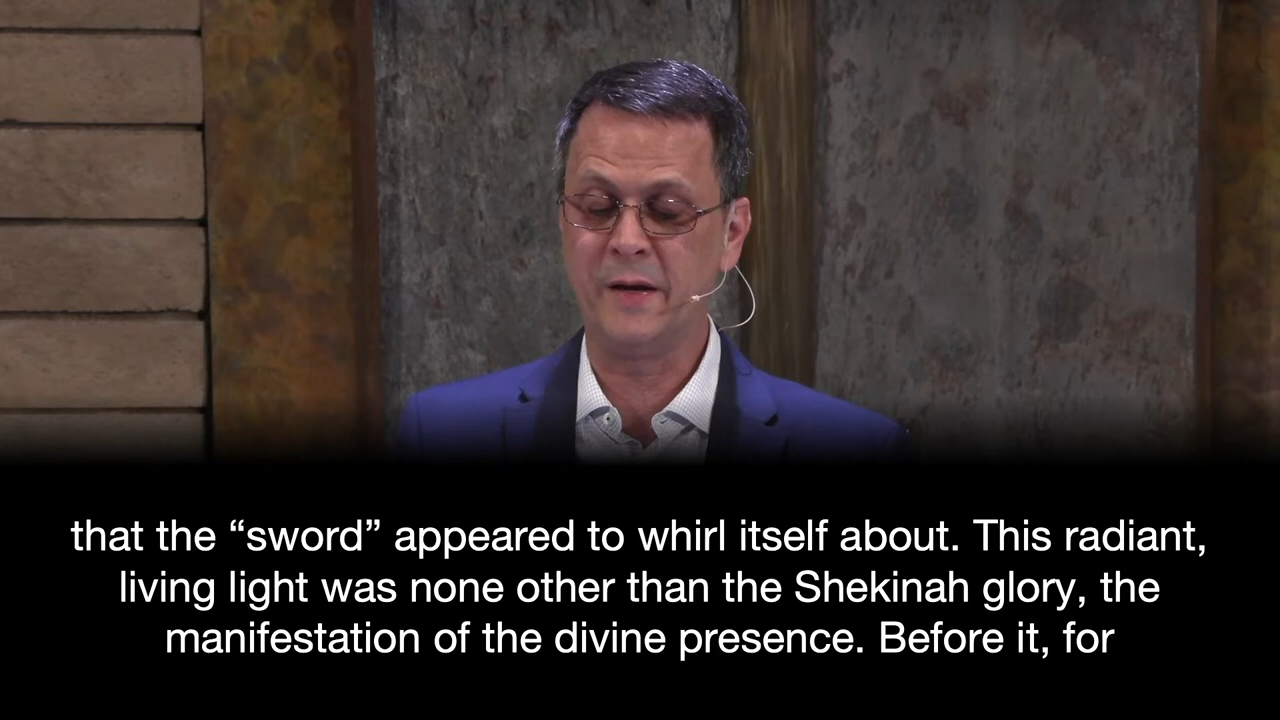 that the “sword” appeared to whirl itself about. This radiant,
living light was none other than the Shekinah glory, the
manifestation of the divine presence. Before it, for